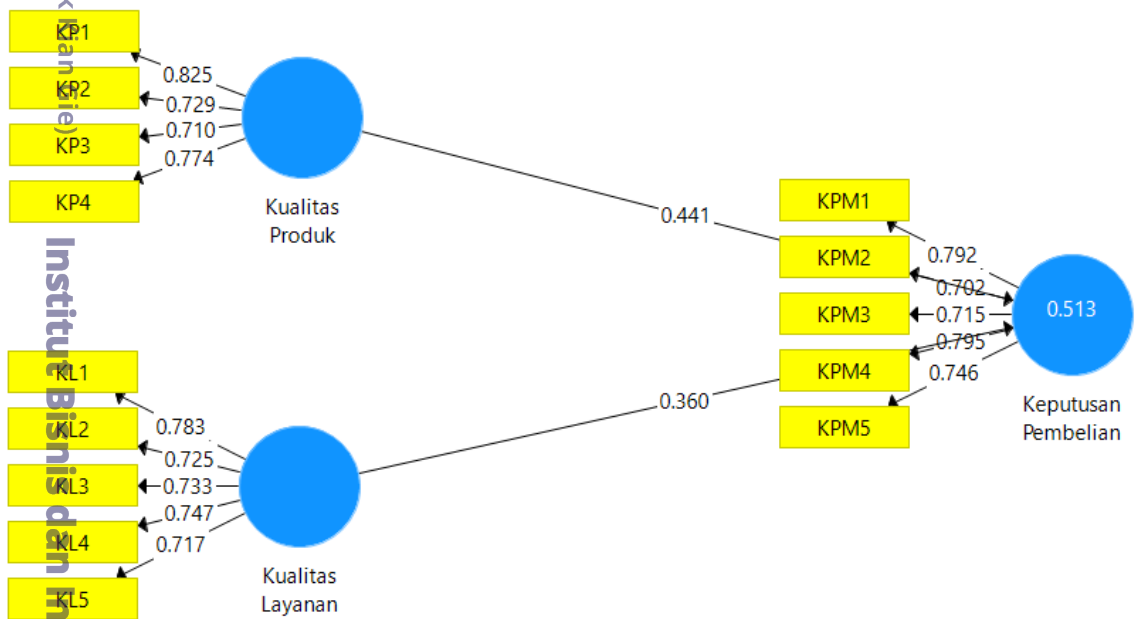 KP1
KP2
KP3
KP4
0.825
0.729
0.710
0.774
Kualitas
Produk
0.441
KPM1
KPM2
KPM3
KPM4
KPM5
0.792
0.702
0.715
0.795
0.746
0.513
Keputusan
Pembelian
KL1
KL2
KL3
KL4
KL5
0.783
0.725
0.733
0.747
0.717
Kualitas
Layanan
0.360
Kian Gie)
Institut Bisnis dan